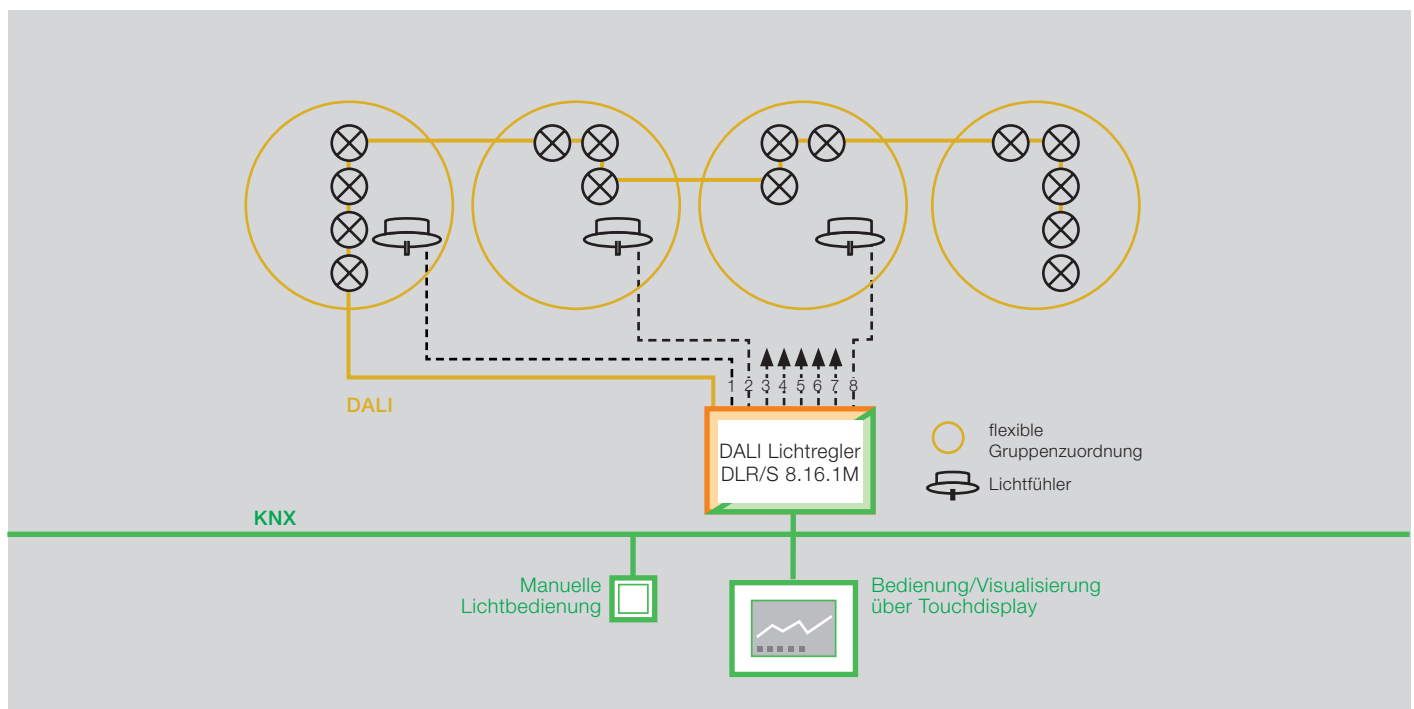 1 2 3 4 5 6 7 8
DALI
DALI Lichtregler
DLR/S 8.16.1M
flexible
Gruppenzuordnung
Lichtfühler
KNX
Manuelle
Lichtbedienung
Bedienung/Visualisierung
über Touchdisplay